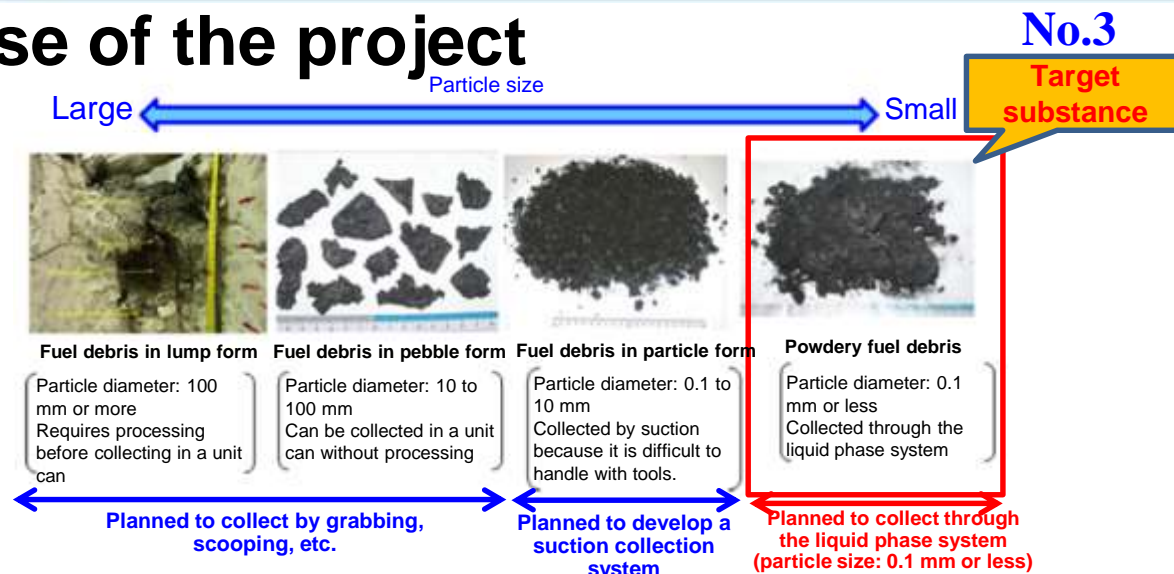 se of the project
No.3
Target
substance
Particle size
Large
Small
Fuel debris in lump form
Particle diameter: 100
mm or more
Requires processing
before collecting in a unit
can
Fuel debris in pebble form
Particle diameter: 10 to
100 mm
Can be collected in a unit
can without processing
Fuel debris in particle form
Particle diameter: 0.1 to
10 mm
Collected by suction
because it is difficult to
handle with tools.
Powdery fuel debris
Particle diameter: 0.1
mm or less
Collected through the
liquid phase system
Planned to collect by grabbing,
scooping, etc.
Planned to develop a
suction collection
system
Planned to collect through
the liquid phase system
(particle size: 0.1 mm or less)